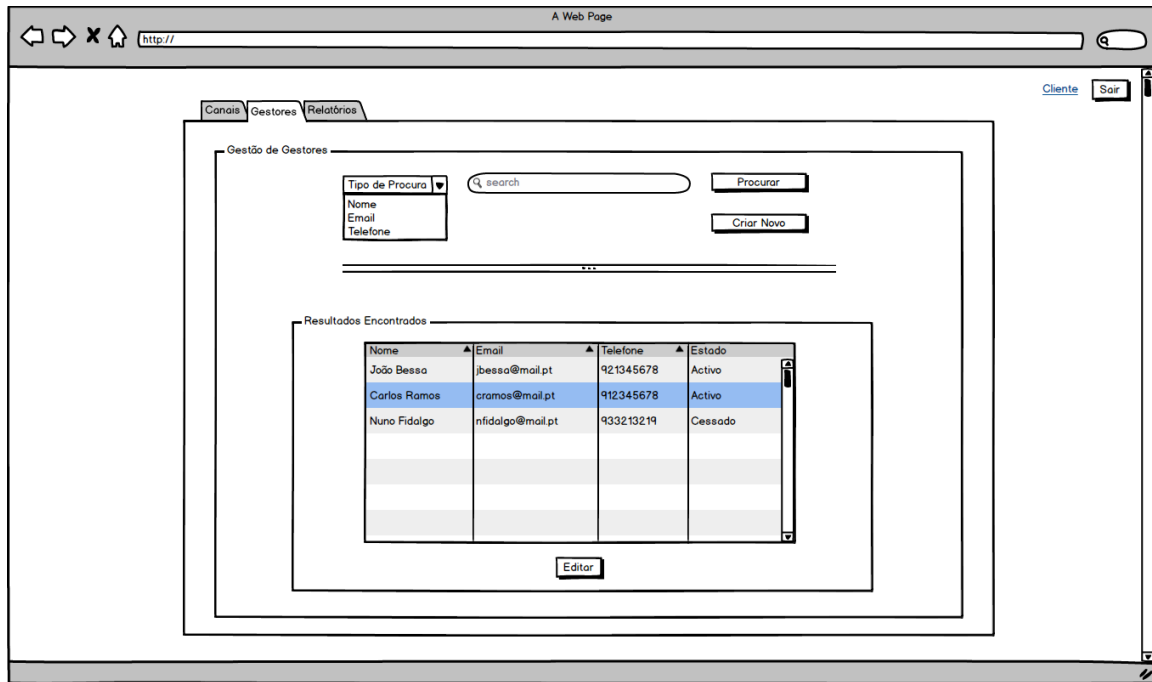 A Web Page
http://
Cliente Sair
Canais Gestores Relatórios
Gestão de Gestores
Tipo de Procura search Procurar
Nome
Email
Telefone
Criar Novo
Resultados Encontrados
Nome Email Telefone Estado
João Bessa jbessa@mail.pt 921345678 Activo
Carlos Ramos cramos@mail.pt 912345678 Activo
Nuno Fidalgo nfidalgo@mail.pt 933213219 Cessado
Editar